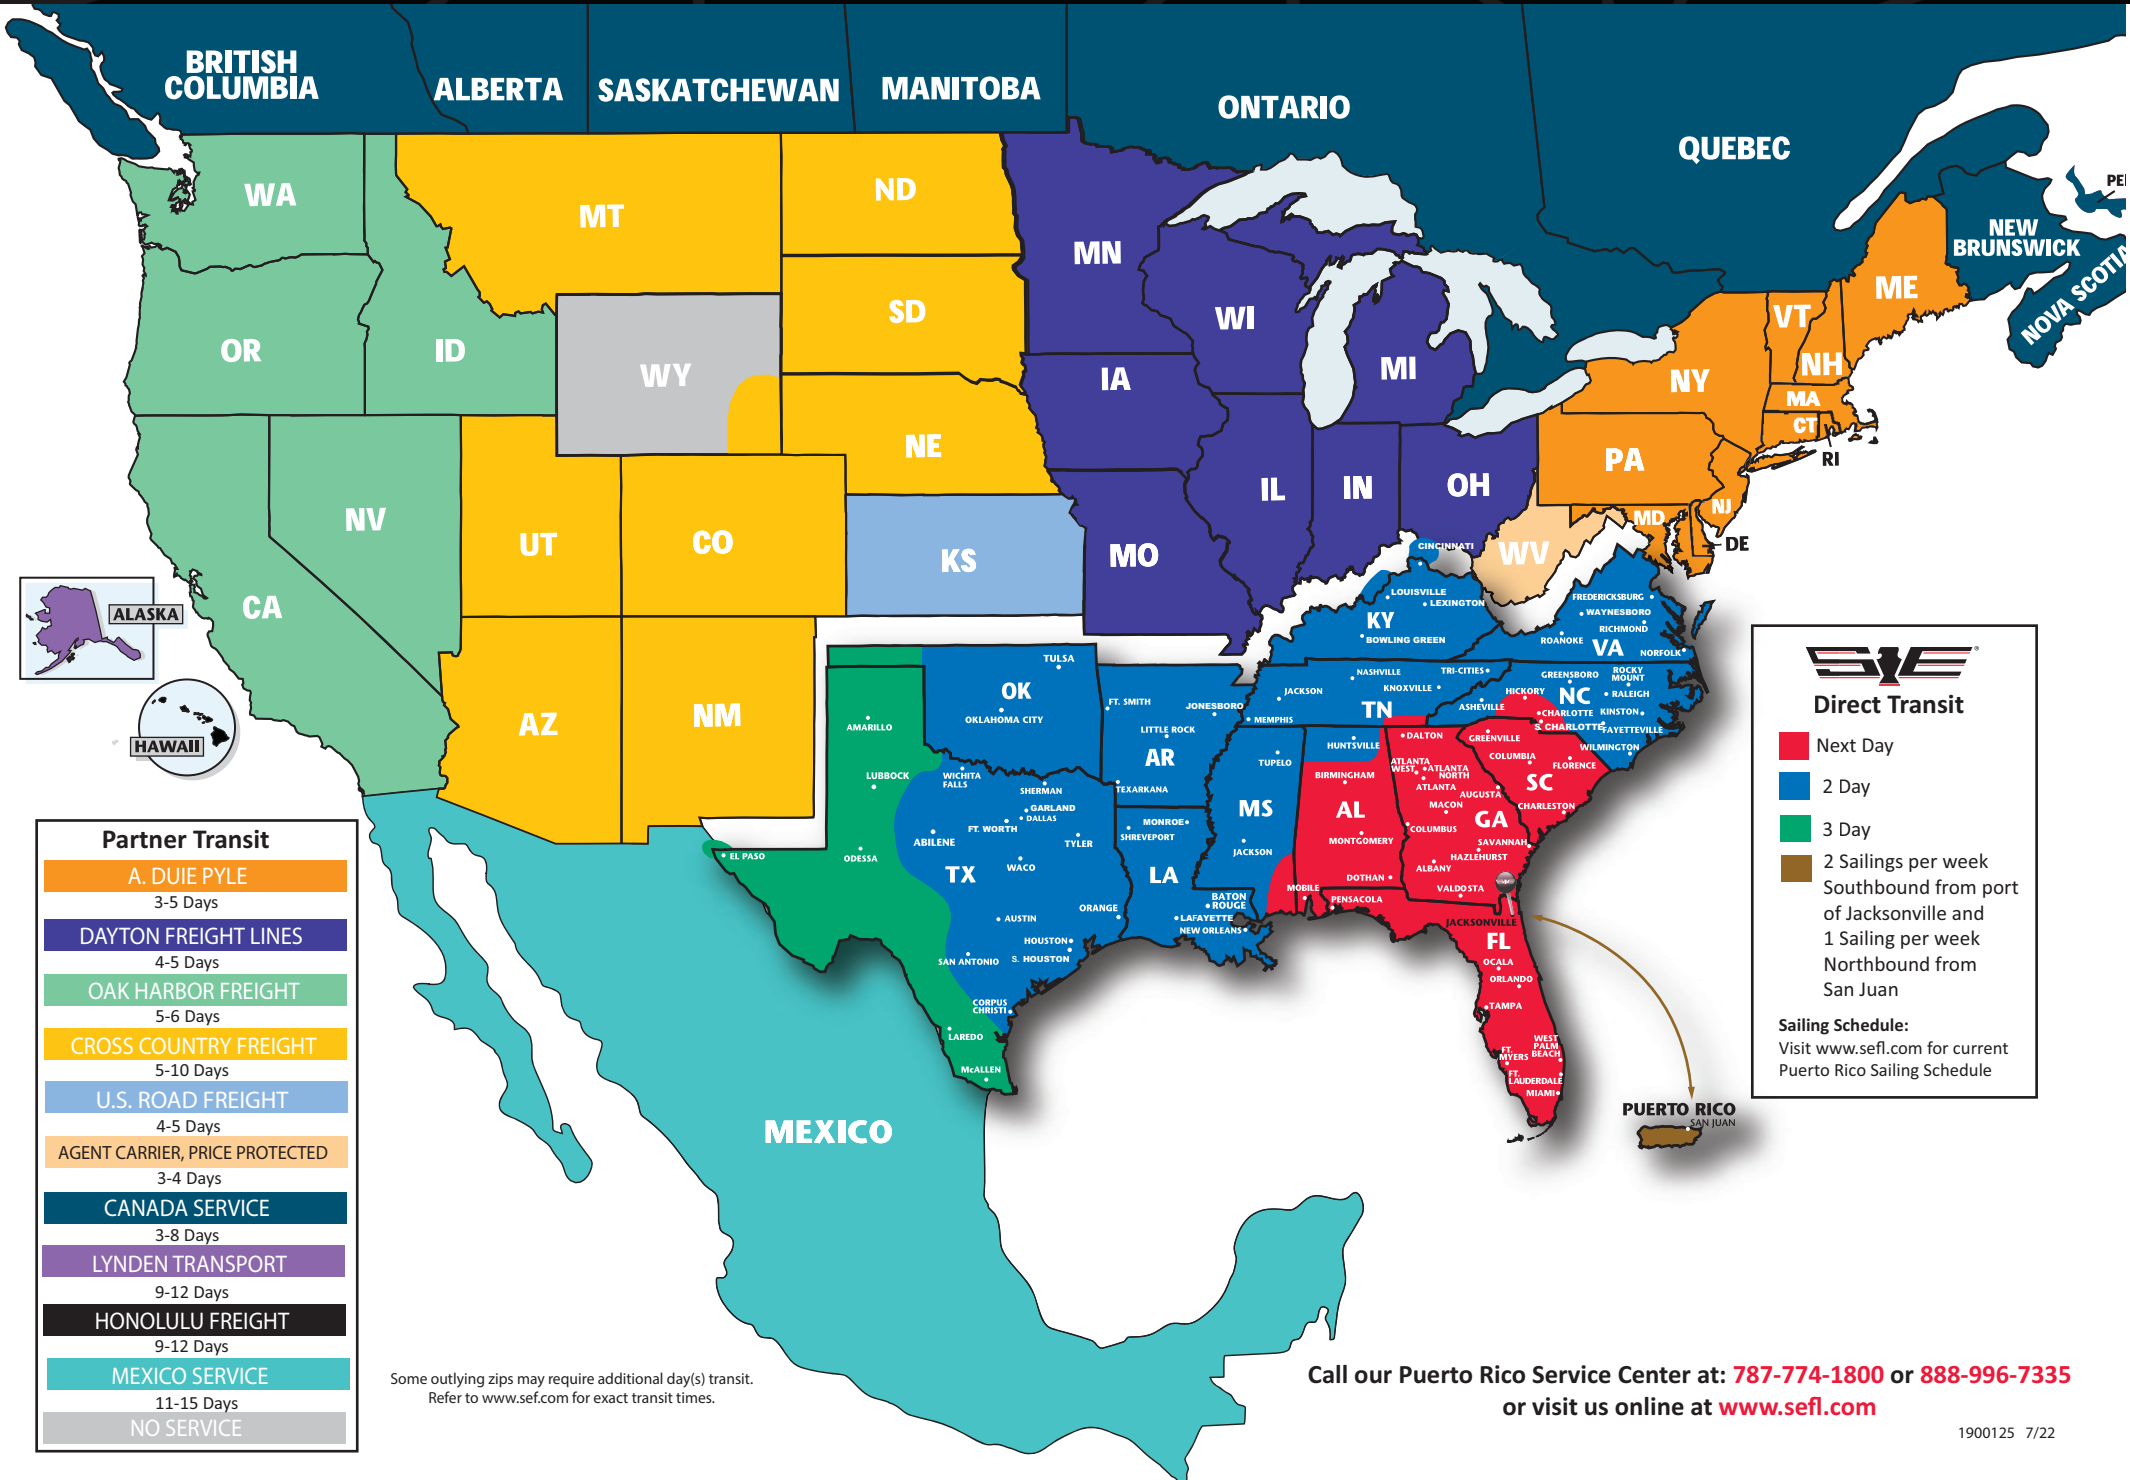 BRITISH
COLUMBIA
ALBERTA
SASKATCHEWAN
MANITOBA
ONTARIO
QUEBEC
NEW
BRUNSWICK
NOVA SCOTIA
WA
MT
ND
MN
OR
ID
WY
SD
WI
MI
IA
NE
NY
VT
NH
ME
MA
CT
RI
PA
NJ
MD
DE
CA
NV
UT
CO
KS
MO
IL
IN
OH
WV
AZ
NM
ALASKA
HAWAII
CINCINNATI
LOUISVILLE
LEXINGTON
KY
BOWLING GREEN
FREDERICKSBURG
WAYNESBORO
RICHMOND
ROANOKE
VA
NORFOLK
TULSA
OK
OKLAHOMA CITY
FT. SMITH
JONESBORO
LITTLE ROCK
AR
TEXARKANA
NASHVILLE
TRI-CITIES
JACKSON
KNOXVILLE
TN
MEMPHIS
GREENSBORO
ROCKY
MOUNT
HICKORY
NC
RALEIGH
ASHEVILLE
CHARLOTTE
KINSTON
S. CHARLOTTE
FAYETTEVILLE
WILMINGTON
AMARILLO
LUBBOCK
WICHITA
FALLS
SHERMAN
GARLAND
DALLAS
FT. WORTH
ABILENE
TYLER
EL PASO
ODESSA
WACO
TX
AUSTIN
ORANGE
HOUSTON
SAN ANTONIO
S. HOUSTON
CORPUS
CHRISTI
LAREDO
McALLEN
MONROE
SHREVEPORT
LA
BATON
ROUGE
LAFAYETTE
NEW ORLEANS
TUPELO
MS
JACKSON
HUNTSVILLE
BIRMINGHAM
AL
MONTGOMERY
DOTHAN
MOBILE
PENSACOLA
DALTON
ATLANTA
WEST
ATLANTA
NORTH
ATLANTA
AUGUSTA
MACON
GA
COLUMBUS
SAVANNAH
HAZLEHURST
ALBANY
VALDOSTA
GREENVILLE
COLUMBIA
FLORENCE
SC
CHARLESTON
JACKSONVILLE
FL
OCALA
ORLANDO
TAMPA
WEST
PALM
BEACH
FT.
MYERS
FT.
LAUDERDALE
MIAMI
MEXICO
PUERTO RICO
SAN JUAN
Partner Transit
A. DUIE PYLE
3-5 Days
DAYTON FREIGHT LINES
4-5 Days
OAK HARBOR FREIGHT
5-6 Days
CROSS COUNTRY FREIGHT
5-10 Days
U.S. ROAD FREIGHT
4-5 Days
AGENT CARRIER, PRICE PROTECTED
3-4 Days
CANADA SERVICE
3-8 Days
LYNDEN TRANSPORT
9-12 Days
HONOLULU FREIGHT
9-12 Days
MEXICO SERVICE
11-15 Days
NO SERVICE
SE
Direct Transit
Next Day
2 Day
3 Day
2 Sailings per week
Southbound from port
of Jacksonville and
1 Sailing per week
Northbound from
San Juan
Sailing Schedule:
Visit www.sefl.com for current
Puerto Rico Sailing Schedule
Some outlying zips may require additional day(s) transit.
Refer to www.sef.com for exact transit times.
Call our Puerto Rico Service Center at: 787-774-1800 or 888-996-7335
or visit us online at www.sefl.com
1900125 7/22